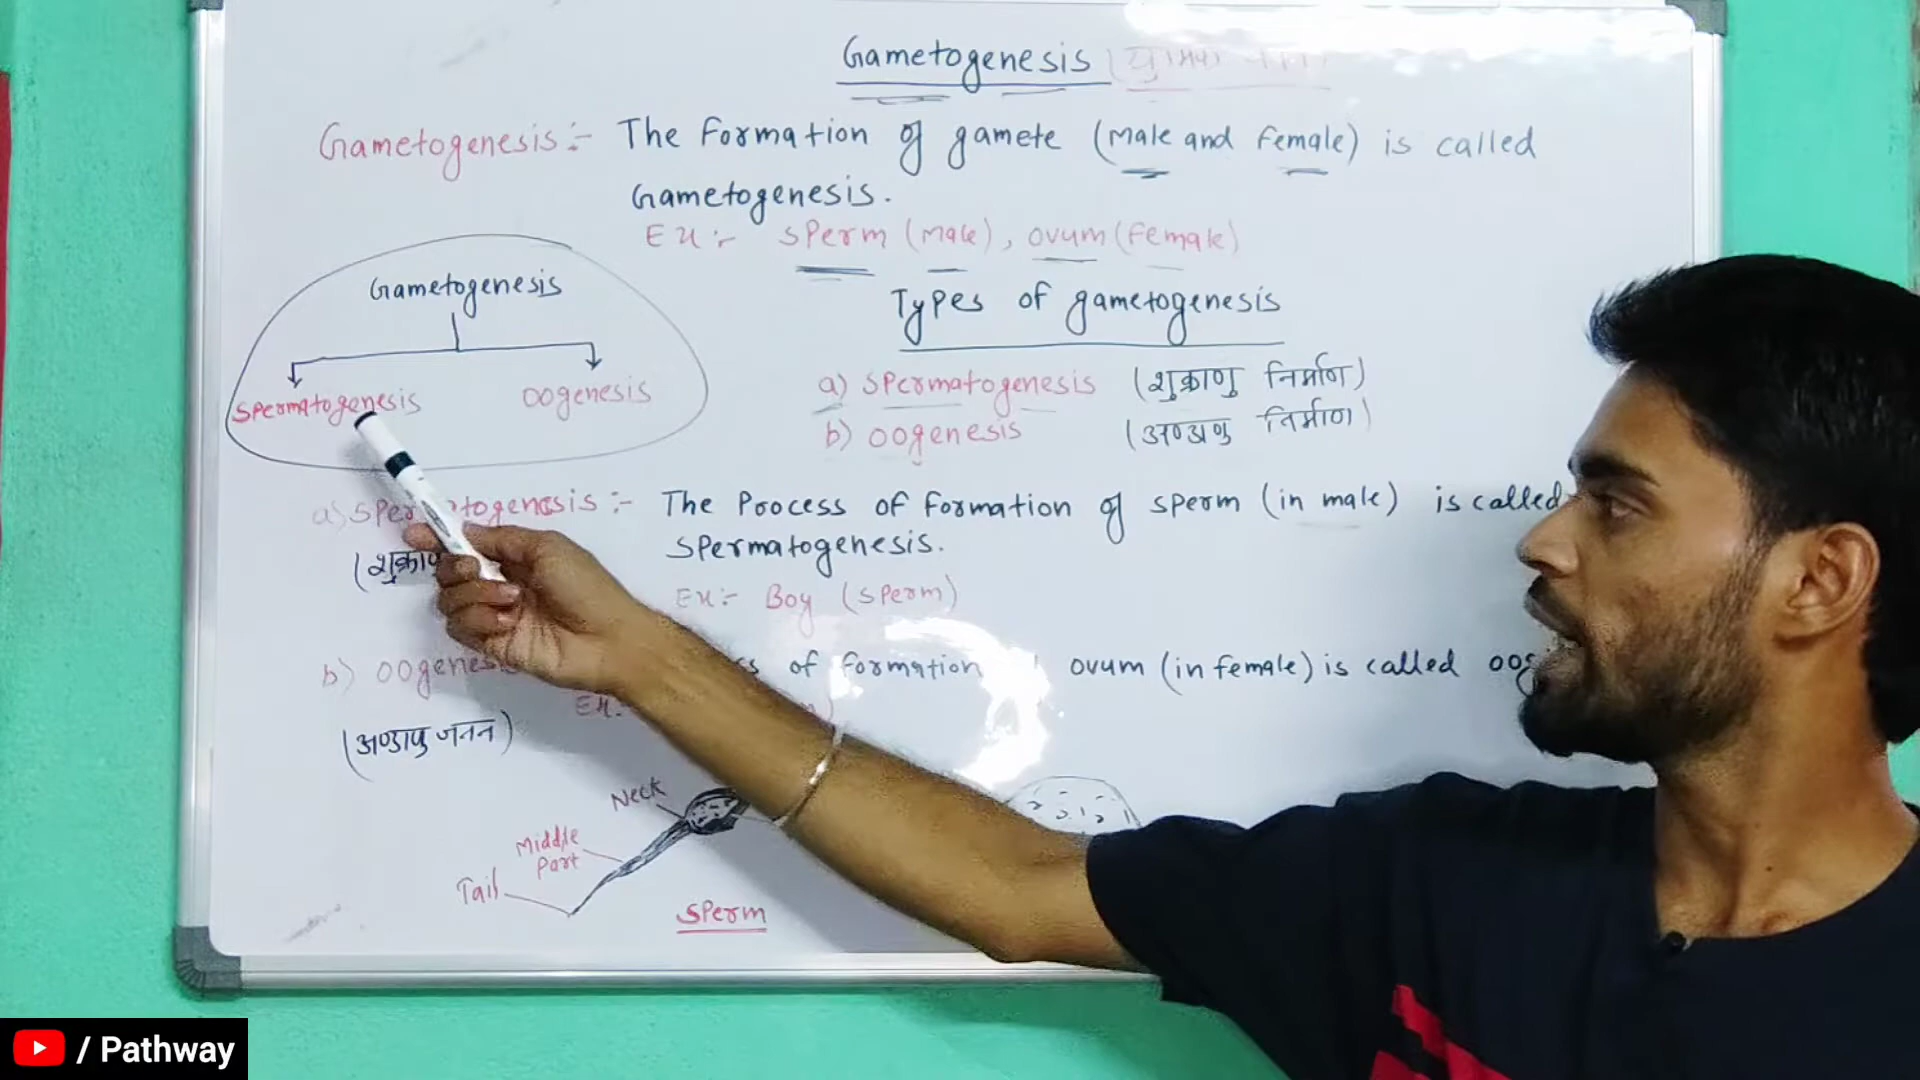 Gametogenesis
Gametogenesis :- The Formation of gamete (Male and Female) is called
Gametogenesis.
Ex :- Sperm (Male), Ovum (Female)
Gametogenesis
Spermatogenesis Oogenesis
Types of gametogenesis
a) Spermatogenesis (शुक्राणु निर्माण)
b) Oogenesis (अण्डाणु निर्माण)
:- The Process of Formation of Sperm (in male) is called
Spermatogenesis.
Ex :- Boy (Sperm)
b) of formation ovum (in female) is called
Ex :-
(अण्डाणु जनन)
Neck
Middle
Part
Tail
Sperm
/ Pathway